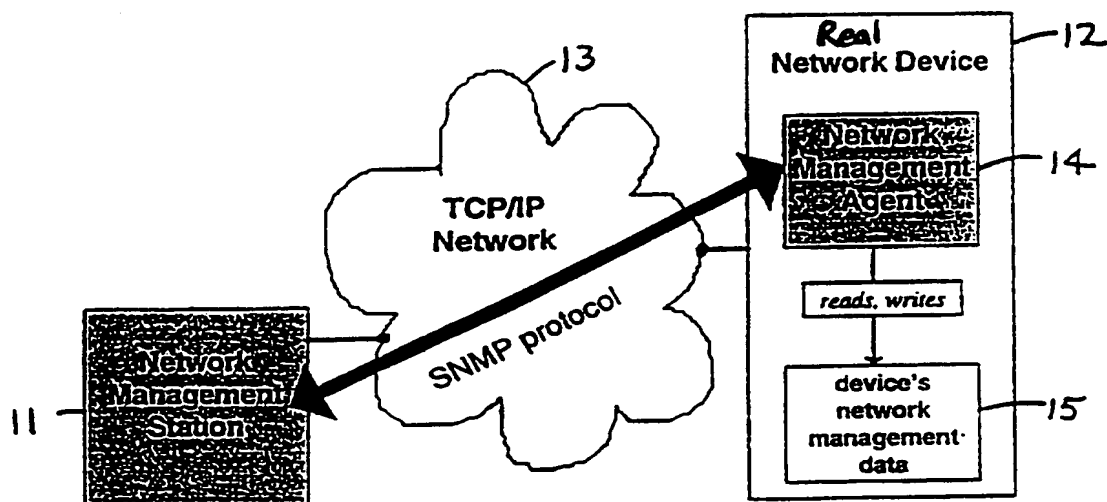 Real
Network Device
12
13
Network
Management
Agent
14
TCP/IP
Network
reads, writes
SNMP protocol
device's
network
management
data
15
Network
Management
Station
11